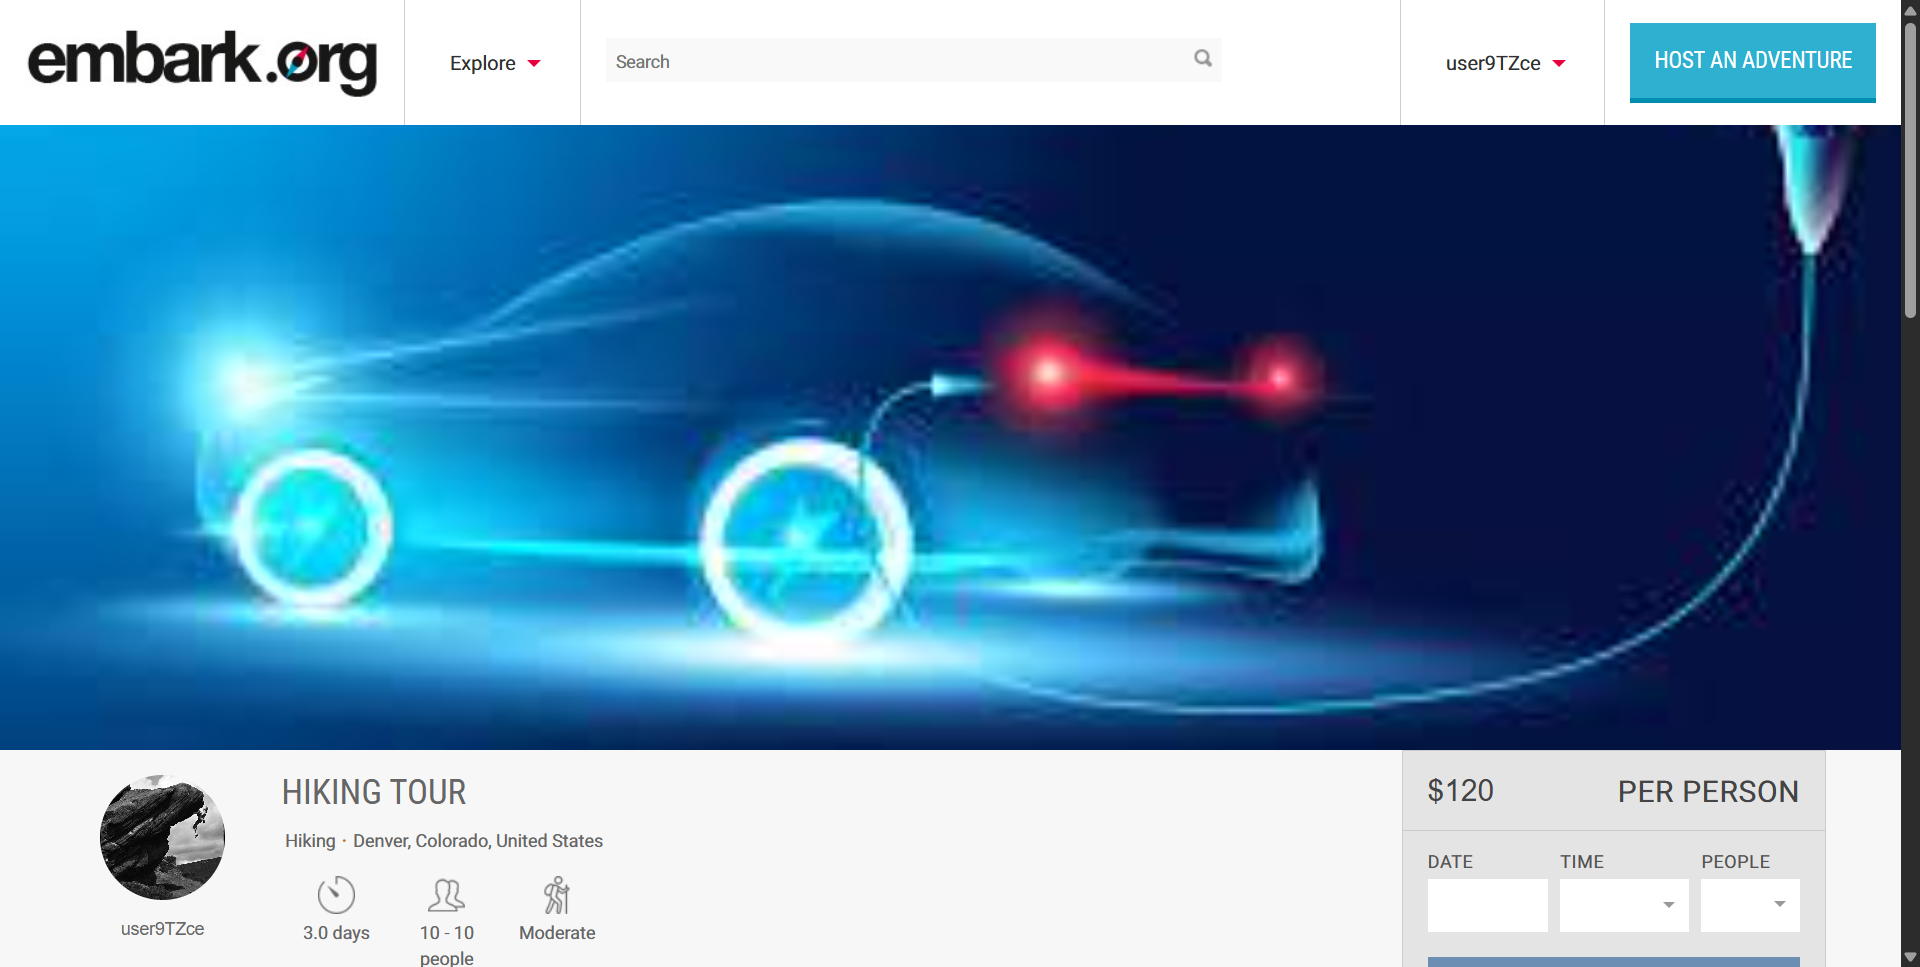 embark.org
Explore
Search
user9TZce
HOST AN ADVENTURE
HIKING TOUR
Hiking · Denver, Colorado, United States
user9TZce
3.0 days
10 - 10
people
Moderate
$120
PER PERSON
DATE
TIME
PEOPLE